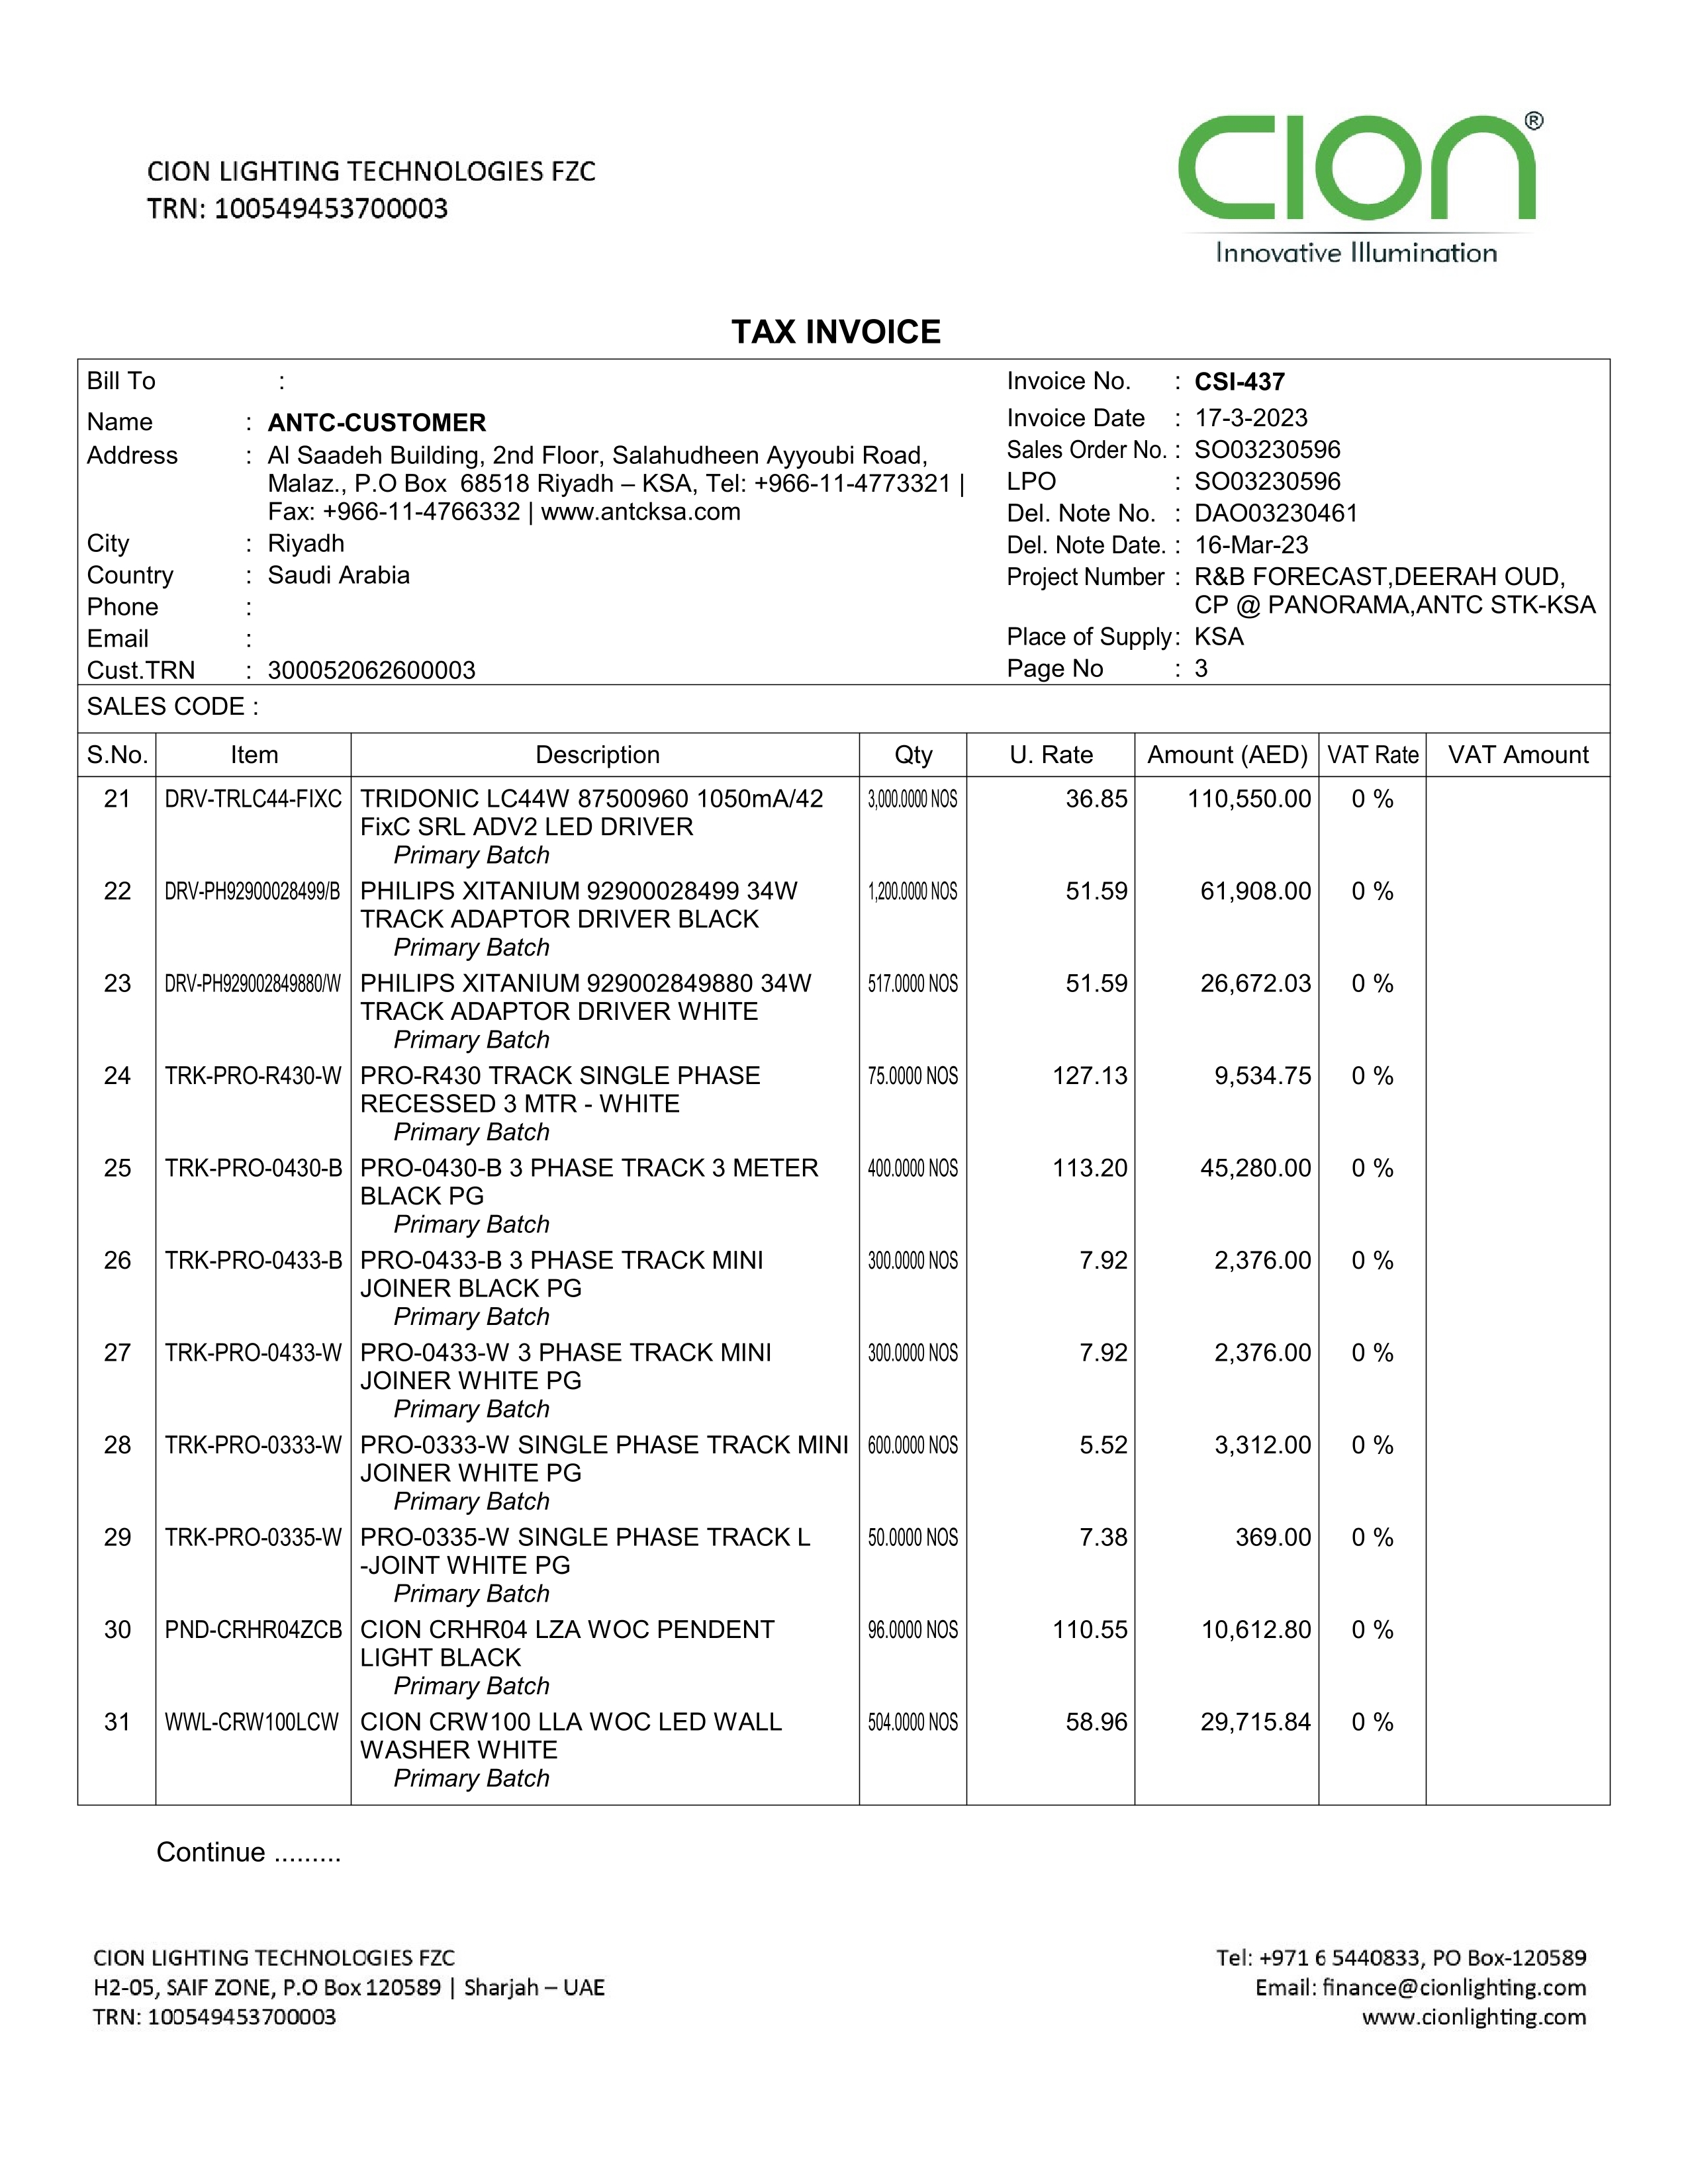 CION LIGHTING TECHNOLOGIES FZC
TRN: 100549453700003
CION®
Innovative Illumination
TAX INVOICE
Bill To :
Name : ANTC-CUSTOMER
Address : Al Saadeh Building, 2nd Floor, Salahudheen Ayyoubi Road,
Malaz., P.O Box 68518 Riyadh – KSA, Tel: +966-11-4773321 |
Fax: +966-11-4766332 | www.antcksa.com
City : Riyadh
Country : Saudi Arabia
Phone :
Email :
Cust.TRN : 300052062600003
Invoice No. : CSI-437
Invoice Date : 17-3-2023
Sales Order No. : SO03230596
LPO : SO03230596
Del. Note No. : DAO03230461
Del. Note Date. : 16-Mar-23
Project Number : R&B FORECAST,DEERAH OUD,
CP @ PANORAMA,ANTC STK-KSA
Place of Supply : KSA
Page No : 3
SALES CODE :
S.No. Item Description Qty U. Rate Amount (AED) VAT Rate VAT Amount
21 DRV-TRLC44-FIXC TRIDONIC LC44W 87500960 1050mA/42 3,000.0000 NOS 36.85 110,550.00 0 %
FixC SRL ADV2 LED DRIVER
Primary Batch
22 DRV-PH92900028499/B PHILIPS XITANIUM 92900028499 34W 1,200.0000 NOS 51.59 61,908.00 0 %
TRACK ADAPTOR DRIVER BLACK
Primary Batch
23 DRV-PH929002849880/W PHILIPS XITANIUM 929002849880 34W 517.0000 NOS 51.59 26,672.03 0 %
TRACK ADAPTOR DRIVER WHITE
Primary Batch
24 TRK-PRO-R430-W PRO-R430 TRACK SINGLE PHASE 75.0000 NOS 127.13 9,534.75 0 %
RECESSED 3 MTR - WHITE
Primary Batch
25 TRK-PRO-0430-B PRO-0430-B 3 PHASE TRACK 3 METER 400.0000 NOS 113.20 45,280.00 0 %
BLACK PG
Primary Batch
26 TRK-PRO-0433-B PRO-0433-B 3 PHASE TRACK MINI 300.0000 NOS 7.92 2,376.00 0 %
JOINER BLACK PG
Primary Batch
27 TRK-PRO-0433-W PRO-0433-W 3 PHASE TRACK MINI 300.0000 NOS 7.92 2,376.00 0 %
JOINER WHITE PG
Primary Batch
28 TRK-PRO-0333-W PRO-0333-W SINGLE PHASE TRACK MINI 600.0000 NOS 5.52 3,312.00 0 %
JOINER WHITE PG
Primary Batch
29 TRK-PRO-0335-W PRO-0335-W SINGLE PHASE TRACK L 50.0000 NOS 7.38 369.00 0 %
-JOINT WHITE PG
Primary Batch
30 PND-CRHR04ZCB CION CRHR04 LZA WOC PENDENT 96.0000 NOS 110.55 10,612.80 0 %
LIGHT BLACK
Primary Batch
31 WWL-CRW100LCW CION CRW100 LLA WOC LED WALL 504.0000 NOS 58.96 29,715.84 0 %
WASHER WHITE
Primary Batch
Continue .........
CION LIGHTING TECHNOLOGIES FZC
H2-05, SAIF ZONE, P.O Box 120589 | Sharjah – UAE
TRN: 100549453700003
Tel: +971 6 5440833, PO Box-120589
Email: finance@cionlighting.com
www.cionlighting.com